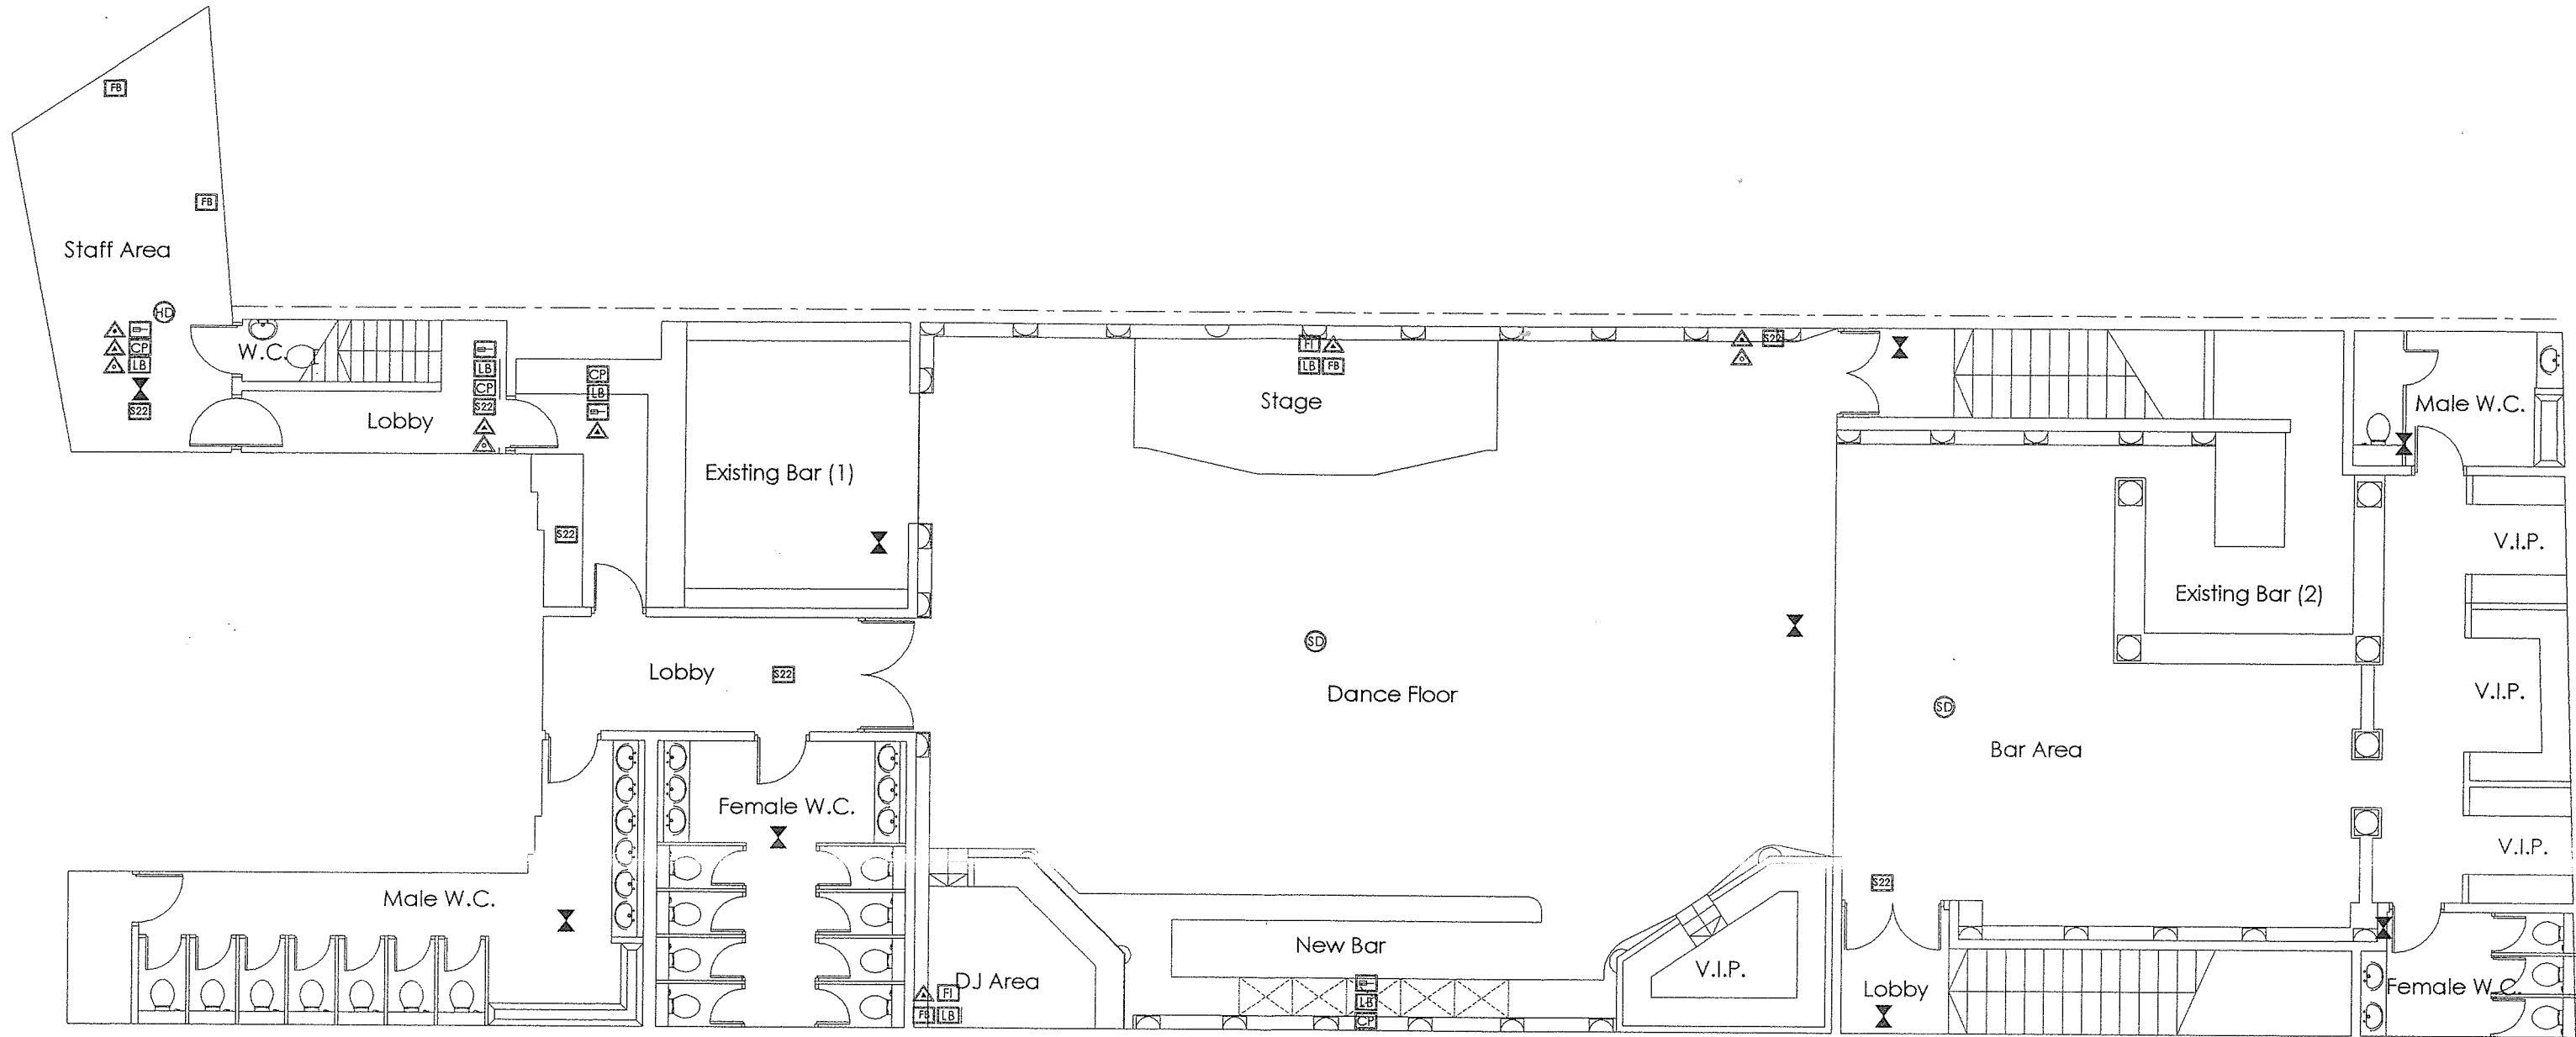 FB
FB
Staff Area
HD
CP
LB
S22
W.C.
Lobby
LB
CP
S22
CP
LB
Existing Bar (1)
S22
FI
LB FB
Stage
S22
Male W.C.
V.I.P.
Existing Bar (2)
SD
Lobby
S22
Dance Floor
V.I.P.
SD
Bar Area
Female W.C.
V.I.P.
S22
Male W.C.
New Bar
V.I.P.
DJ Area
FI
FB LB
LB
CP
Lobby
Female W.C.